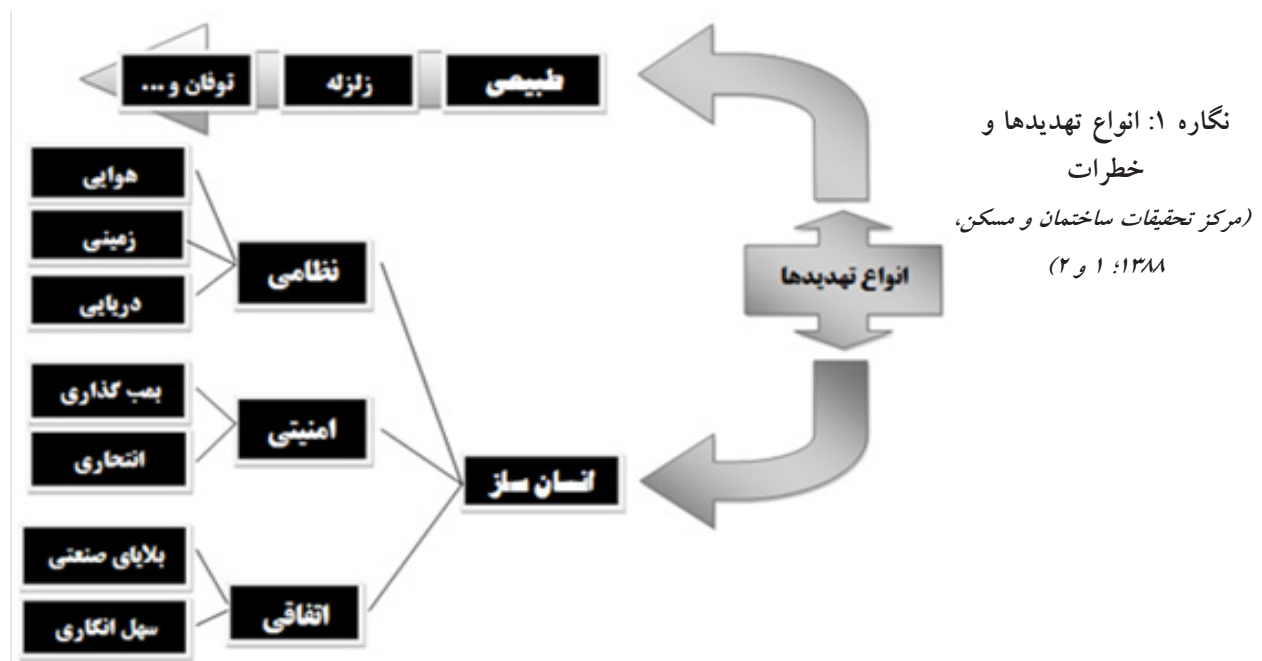 نگاره ۱: انواع تهدیدها و
خطرات
(مرکز تحقیقات ساختمان و مسکن،
۱۳۸۸؛ ۱ و ۲)
انواع تهدیدها
طبیعی
زلزله
توفان و ...
انسان ساز
نظامی
هوایی
زمینی
دریایی
امنیتی
بمب گذاری
انتحاری
اتفاقی
بلایای صنعتی
سهل انگاری